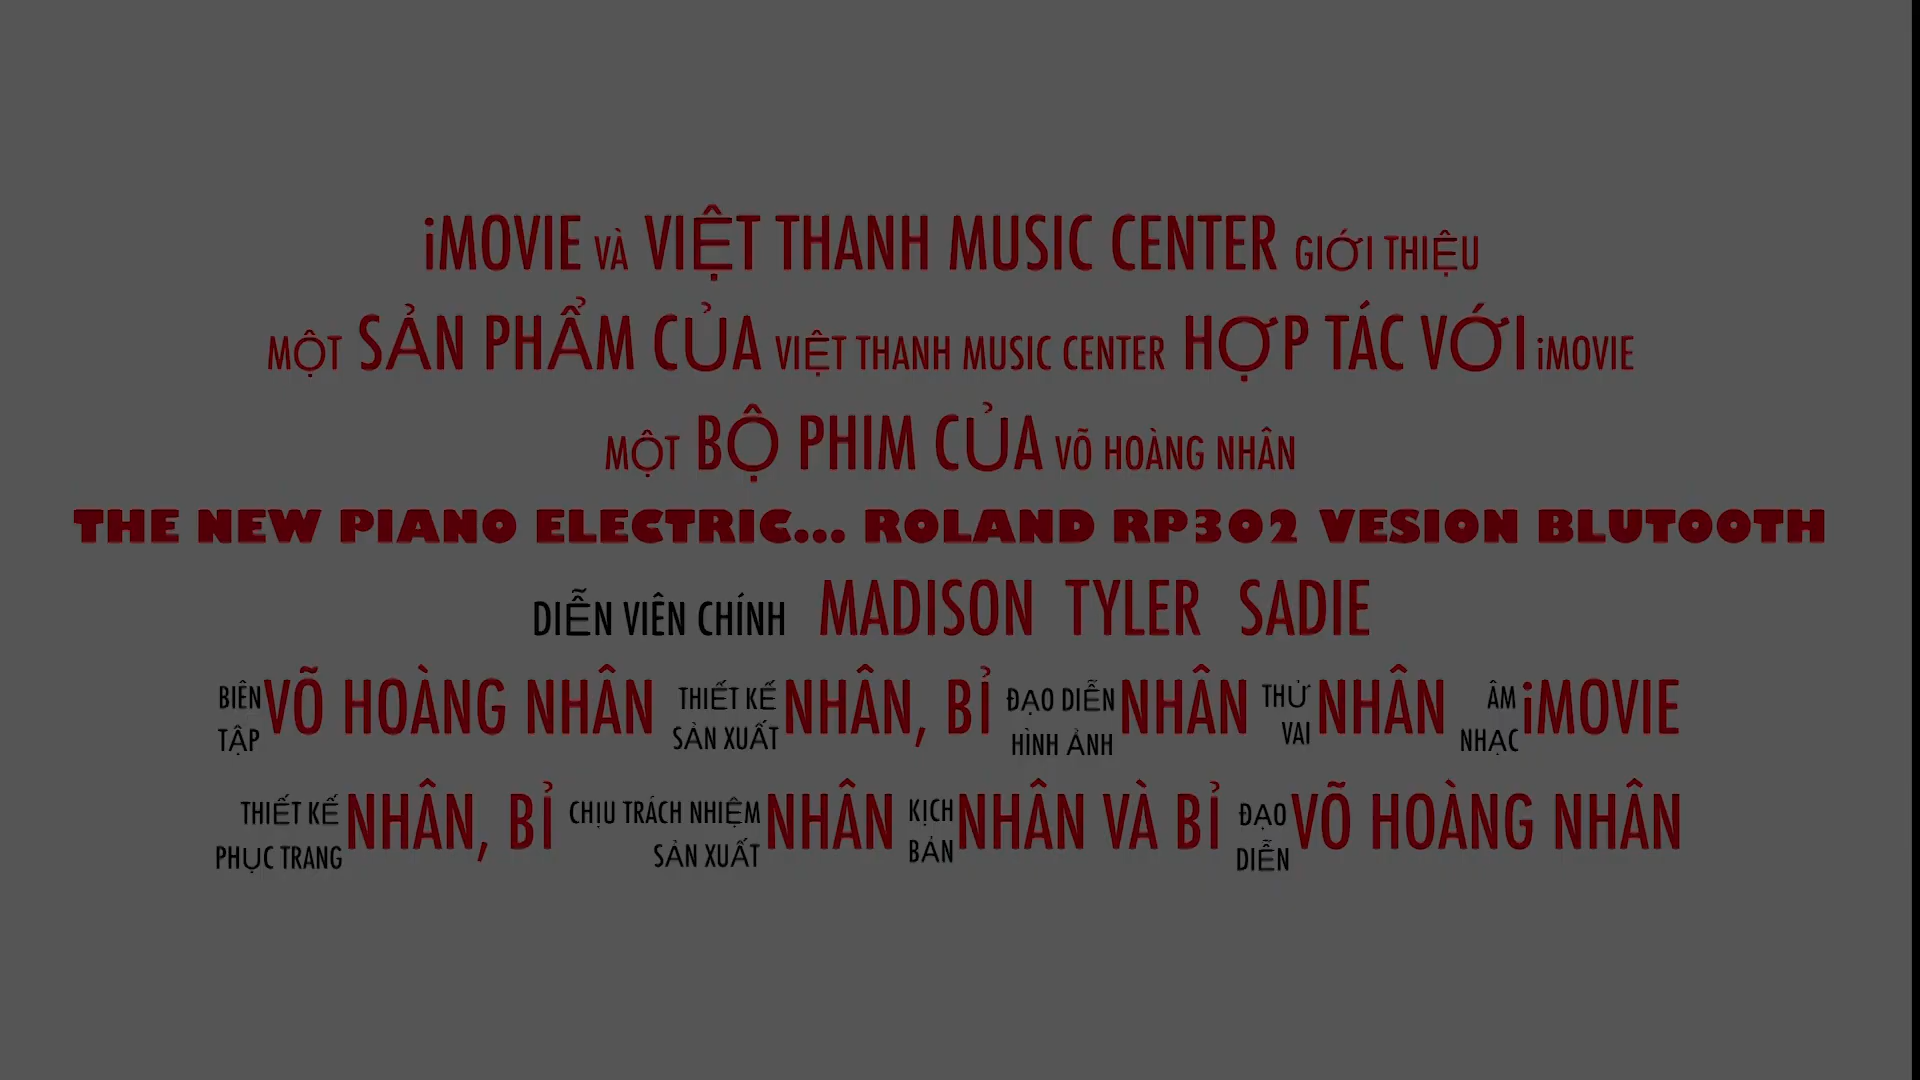 iMOVIE VÀ VIỆT THANH MUSIC CENTER GIỚI THIỆU
MỘT SẢN PHẨM CỦA VIỆT THANH MUSIC CENTER HỢP TÁC VỚI iMOVIE
MỘT BỘ PHIM CỦA VÕ HOÀNG NHÂN
THE NEW PIANO ELECTRIC... ROLAND RP302 VESION BLUTOOTH
DIỄN VIÊN CHÍNH MADISON TYLER SADIE
BIÊN TẬP VÕ HOÀNG NHÂN THIẾT KẾ SẢN XUẤT NHÂN, BỈ ĐẠO DIỄN HÌNH ẢNH NHÂN THỬ VAI NHÂN ÂM NHẠC iMOVIE
THIẾT KẾ PHỤC TRANG NHÂN, BỈ CHỊU TRÁCH NHIỆM SẢN XUẤT NHÂN KỊCH BẢN NHÂN VÀ BỈ ĐẠO DIỄN VÕ HOÀNG NHÂN